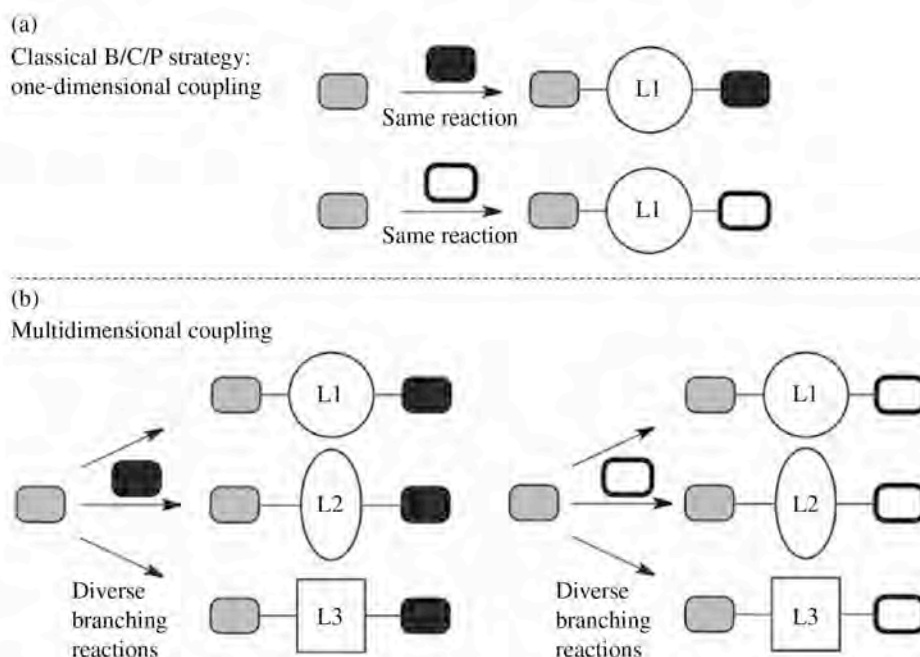 (a)
Classical B/C/P strategy:
one-dimensional coupling
Same reaction
L1
Same reaction
L1
(b)
Multidimensional coupling
L1
L2
L3
Diverse
branching
reactions
L1
L2
L3
Diverse
branching
reactions